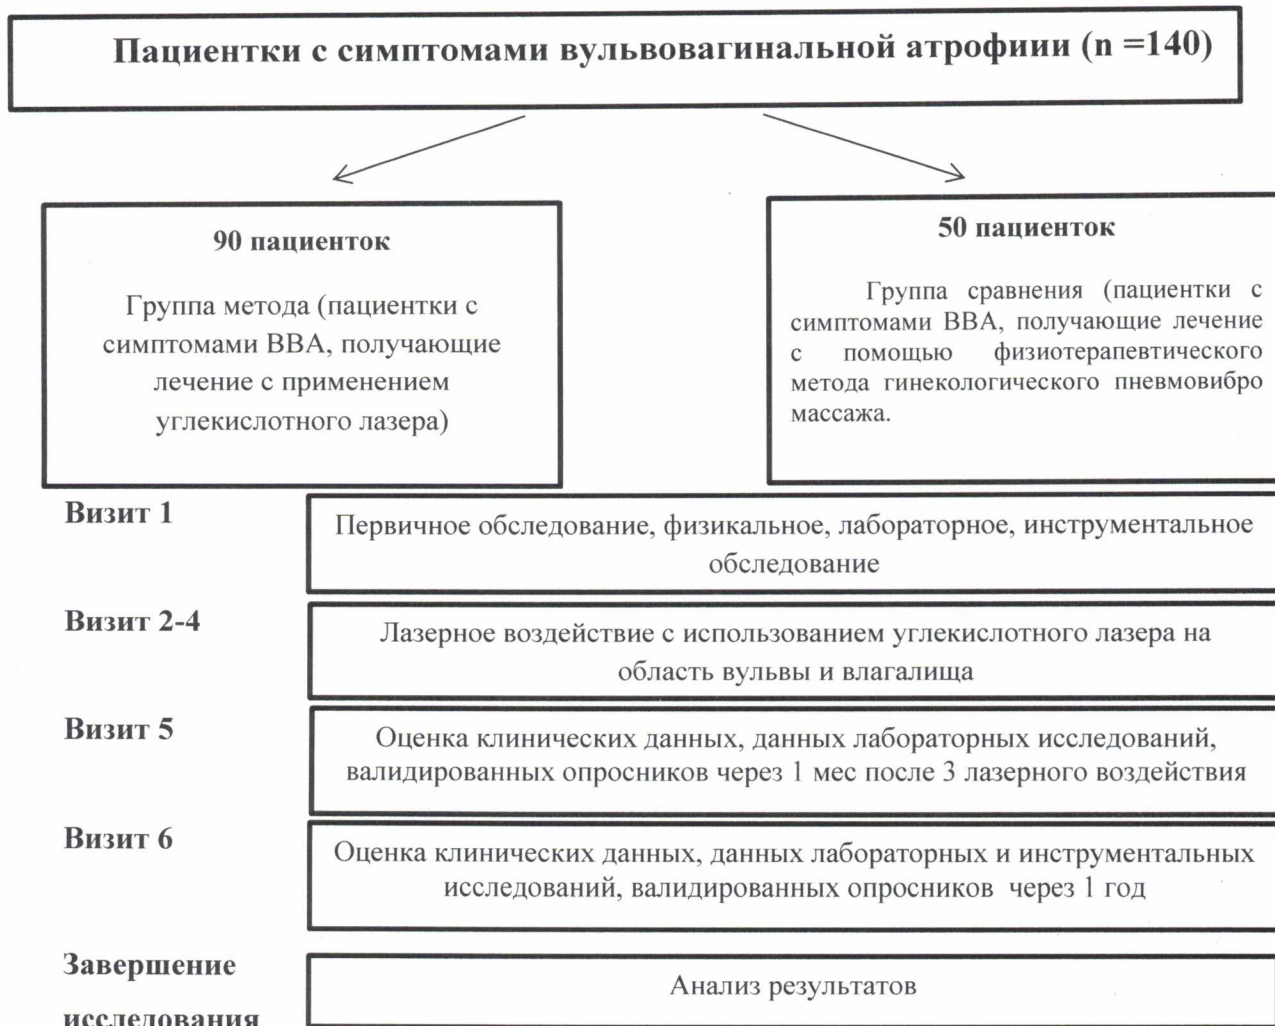 Пациентки с симптомами вульвовагинальной атрофиии (n =140)
90 пациенток
Группа метода (пациентки с
симптомами ВВА, получающие
лечение с применением
углекислотного лазера)
50 пациенток
Группа сравнения (пациентки с
симптомами ВВА, получающие лечение
с помощью физиотерапевтического
метода гинекологического пневмовибро
массажа.
Визит 1
Первичное обследование, физикальное, лабораторное, инструментальное
обследование
Визит 2-4
Лазерное воздействие с использованием углекислотного лазера на
область вульвы и влагалища
Визит 5
Оценка клинических данных, данных лабораторных исследований,
валидированных опросников через 1 мес после 3 лазерного воздействия
Визит 6
Оценка клинических данных, данных лабораторных и инструментальных
исследований, валидированных опросников через 1 год
Завершение
исследования
Анализ результатов